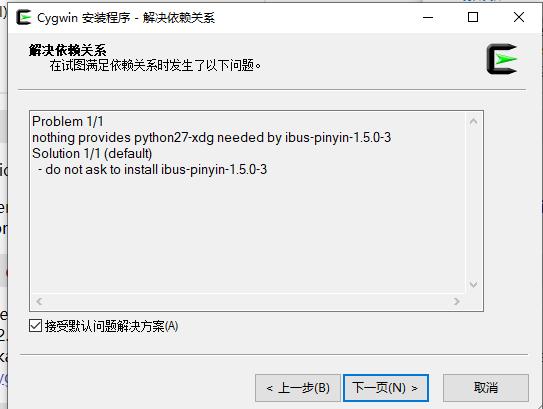 Cygwin 安装程序 - 解决依赖关系
解决依赖关系
在试图满足依赖关系时发生了以下问题。
Problem 1/1
nothing provides python27-xdg needed by ibus-pinyin-1.5.0-3
Solution 1/1 (default)
- do not ask to install ibus-pinyin-1.5.0-3
接受默认问题解决方案(A)
< 上一步(B)
下一页(N) >
取消